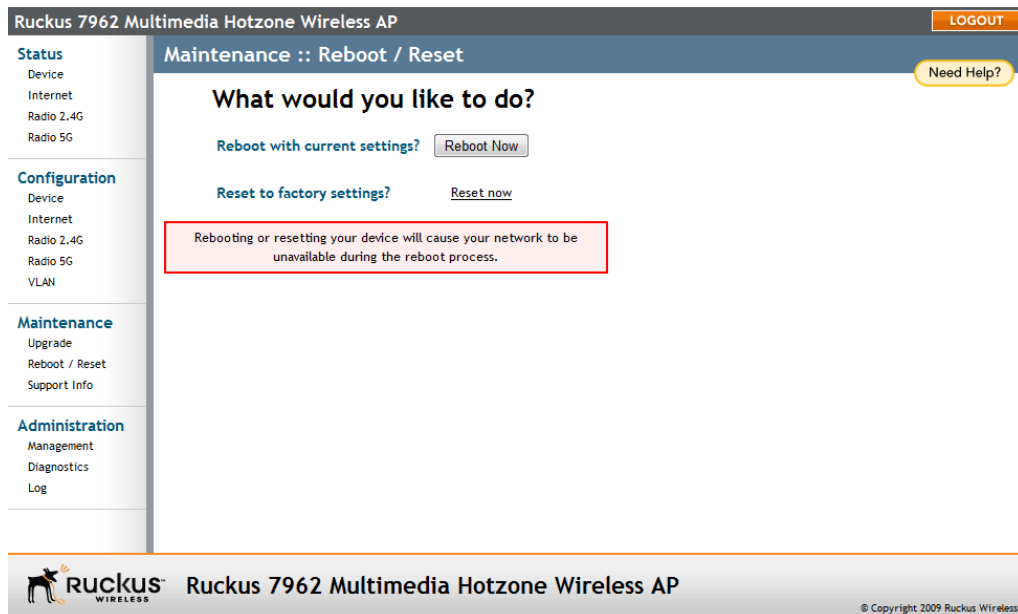 Ruckus 7962 Multimedia Hotzone Wireless AP
LOGOUT
Status
Device
Internet
Radio 2.4G
Radio 5G
Configuration
Device
Internet
Radio 2.4G
Radio 5G
VLAN
Maintenance
Upgrade
Reboot / Reset
Support Info
Administration
Management
Diagnostics
Log
Maintenance :: Reboot / Reset
Need Help?
What would you like to do?
Reboot with current settings? Reboot Now
Reset to factory settings? Reset now
Rebooting or resetting your device will cause your network to be
unavailable during the reboot process.
RUCKUS
WIRELESS
Ruckus 7962 Multimedia Hotzone Wireless AP
© Copyright 2009 Ruckus Wireless